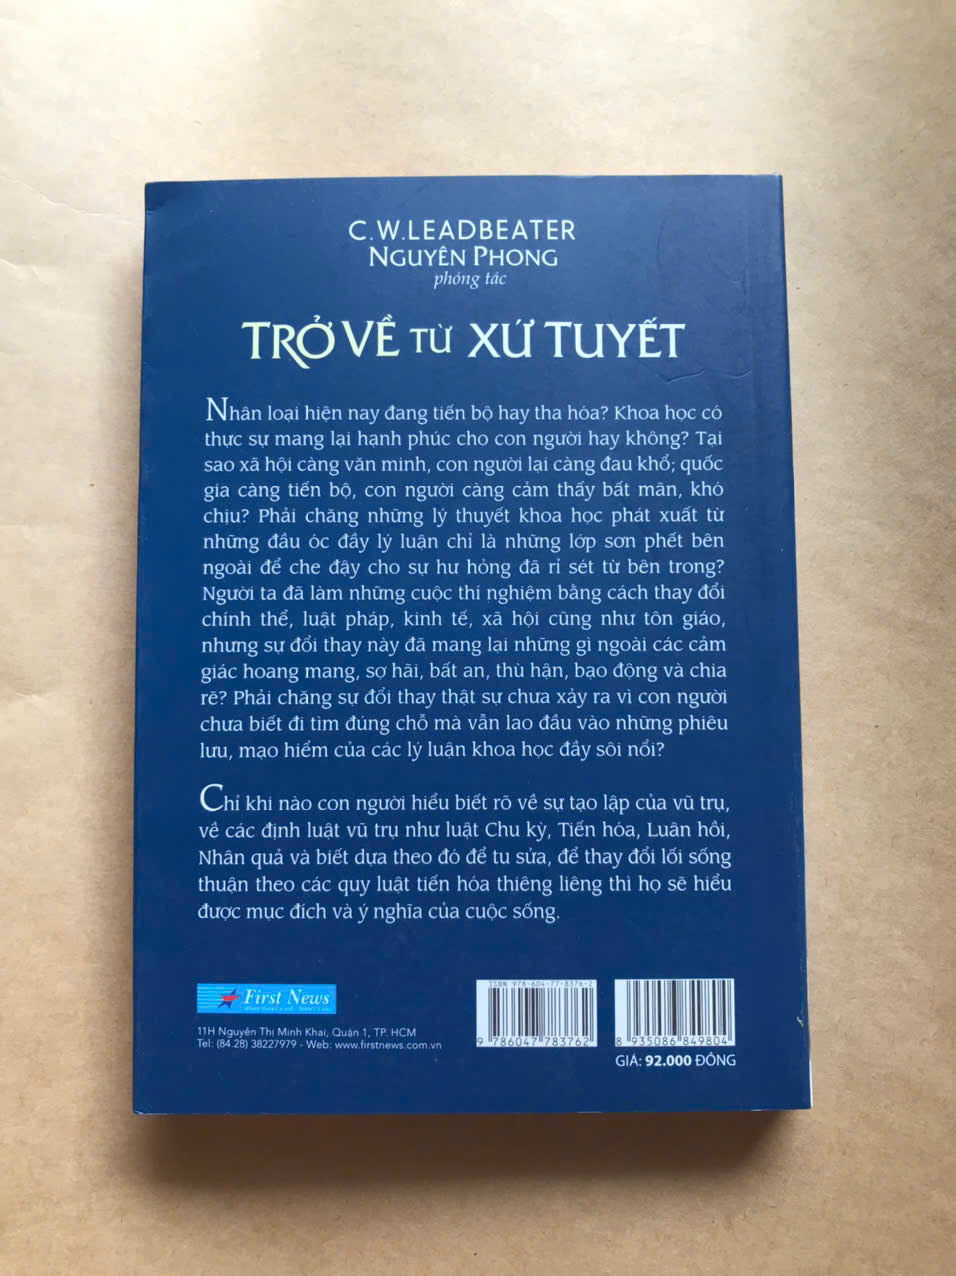 C.W.LEADBEATER
NGUYÊN PHONG
phóng tác
TRỞ VỀ TỪ XỨ TUYẾT
Nhân loại hiện nay đang tiến bộ hay tha hóa? Khoa học có
thực sự mang lại hạnh phúc cho con người hay không? Tại
sao xã hội càng văn minh, con người lại càng đau khổ; quốc
gia càng tiến bộ, con người càng cảm thấy bất mãn, khó
chịu? Phải chăng những lý thuyết khoa học phát xuất từ
những đầu óc đầy lý luận chỉ là những lớp sơn phết bên
ngoài để che đậy cho sự hư hỏng đã rỉ sét từ bên trong?
Người ta đã làm những cuộc thí nghiệm bằng cách thay đổi
chính thể, luật pháp, kinh tế, xã hội cũng như tôn giáo,
nhưng sự đổi thay này đã mang lại những gì ngoài các cảm
giác hoang mang, sợ hãi, bất an, thù hận, bạo động và chia
rẽ? Phải chăng sự đổi thay thật sự chưa xảy ra vì con người
chưa biết đi tìm đúng chỗ mà vẫn lao đầu vào những phiêu
lưu, mạo hiểm của các lý luận khoa học đầy sôi nổi?
Chỉ khi nào con người hiểu biết rõ về sự tạo lập của vũ trụ,
về các định luật vũ trụ như luật Chu kỳ, Tiến hóa, Luân hồi,
Nhân quả và biết dựa theo đó để tu sửa, để thay đổi lối sống
thuận theo các quy luật tiến hóa thiêng liêng thì họ sẽ hiểu
được mục đích và ý nghĩa của cuộc sống.
First News
11H Nguyễn Thị Minh Khai, Quận 1, TP. HCM
Tel: (84.28) 38227979 - Web: www.firstnews.com.vn
ISBN 978-604-77-8376-2
9 786047 783762
8 935086 849804
GIÁ: 92.000 ĐỒNG